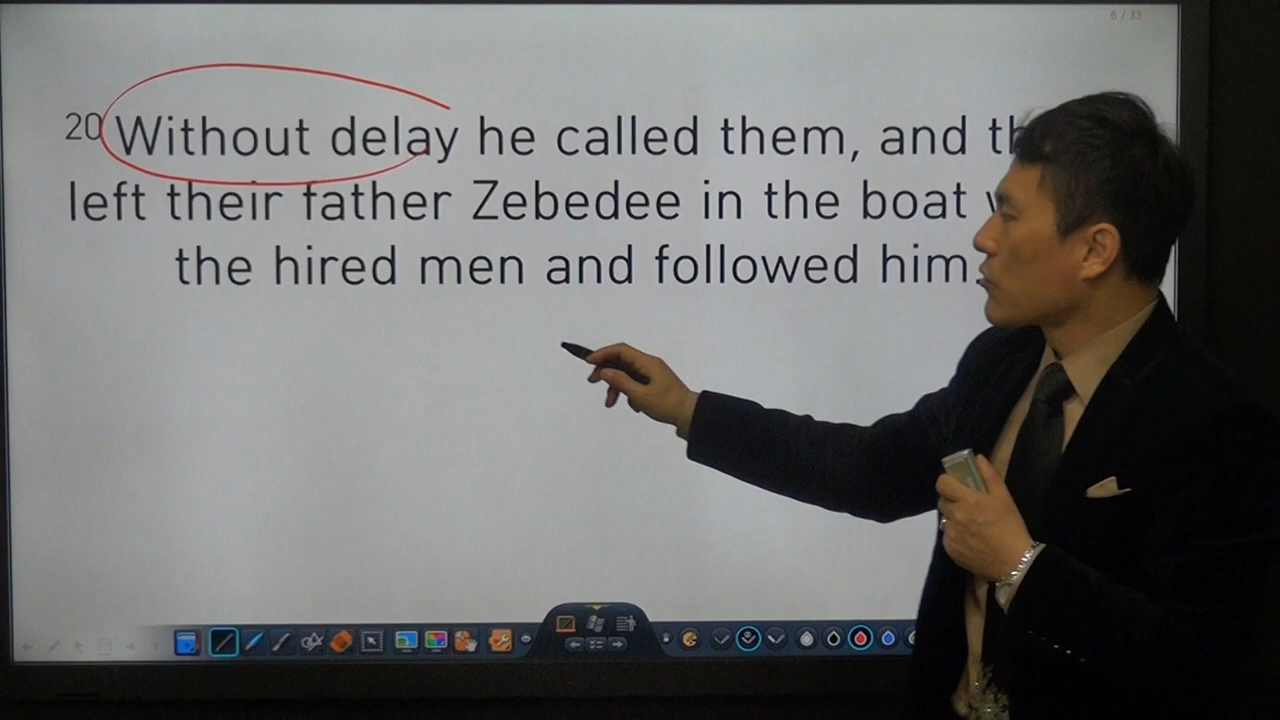 6 / 33
20 Without delay he called them, and
left their father Zebedee in the boat
the hired men and followed him.